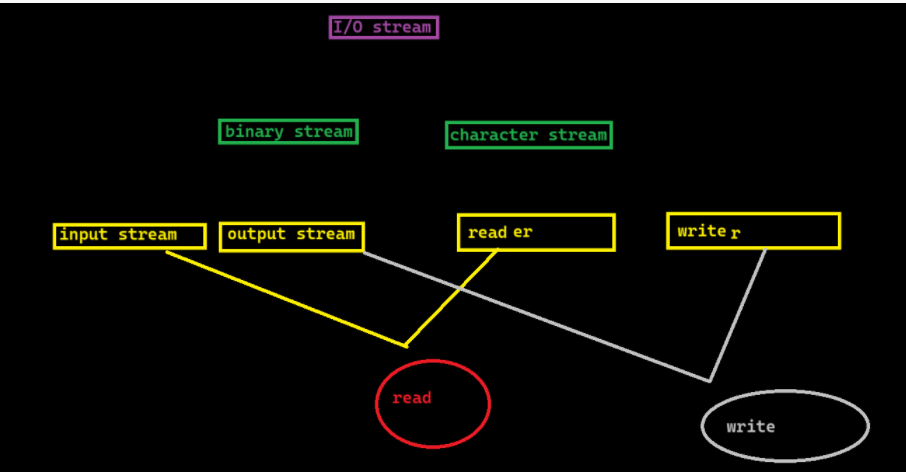 I/O stream
binary stream
character stream
input stream
output stream
read er
write r
read
write